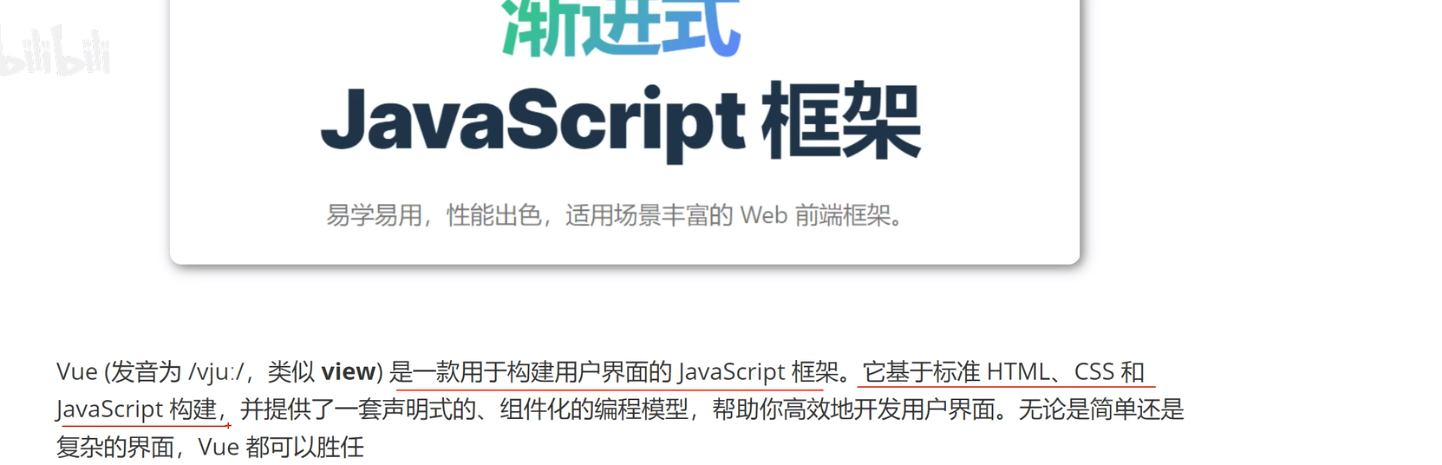 bilibili
渐进式
JavaScript 框架
易学易用，性能出色，适用场景丰富的 Web 前端框架。
Vue (发音为 /vjuː/，类似 view) 是一款用于构建用户界面的 JavaScript 框架。它基于标准 HTML、CSS 和
JavaScript 构建，并提供了一套声明式的、组件化的编程模型，帮助你高效地开发用户界面。无论是简单还是
复杂的界面，Vue 都可以胜任